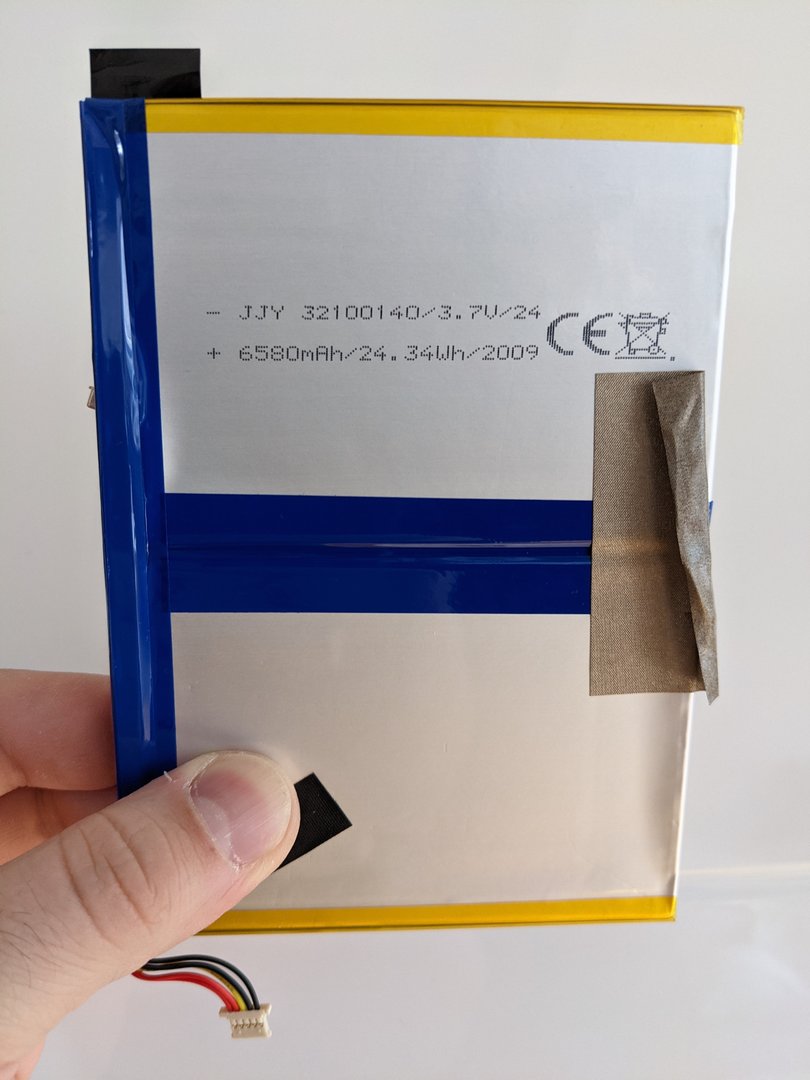 - JJY 32100140/3.7V/24
+ 6580mAh/24.34Wh/2009
CE